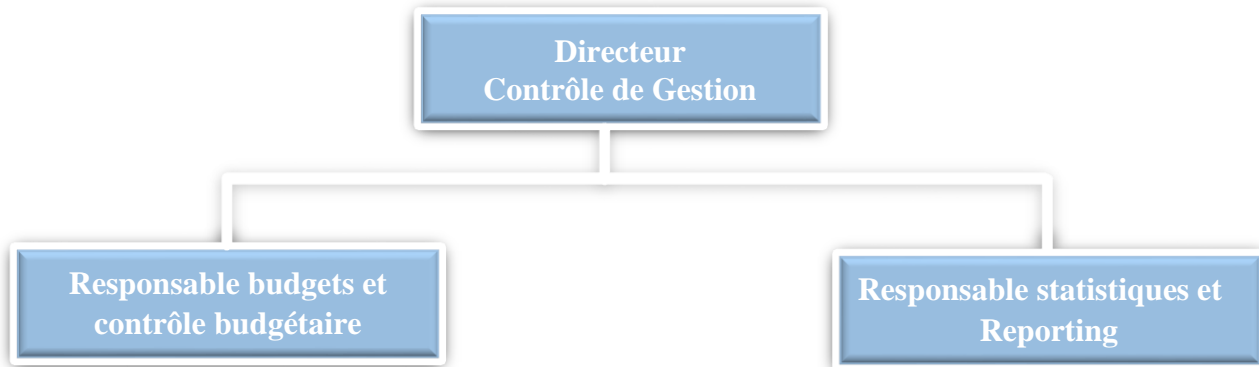 Directeur
Contrôle de Gestion
Responsable budgets et
contrôle budgétaire
Responsable statistiques et
Reporting